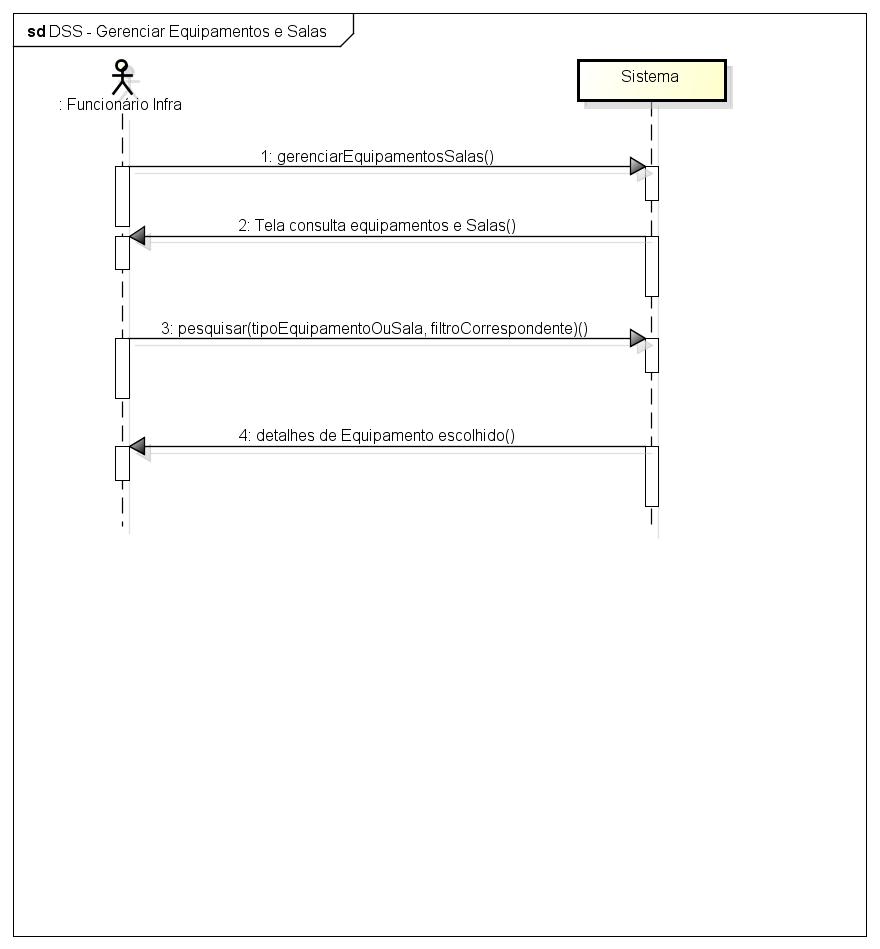 sd DSS - Gerenciar Equipamentos e Salas
: Funcionário Infra
Sistema
1: gerenciarEquipamentosSalas()
2: Tela consulta equipamentos e Salas()
3: pesquisar(tipoEquipamentoOuSala, filtroCorrespondente)()
4: detalhes de Equipamento escolhido()